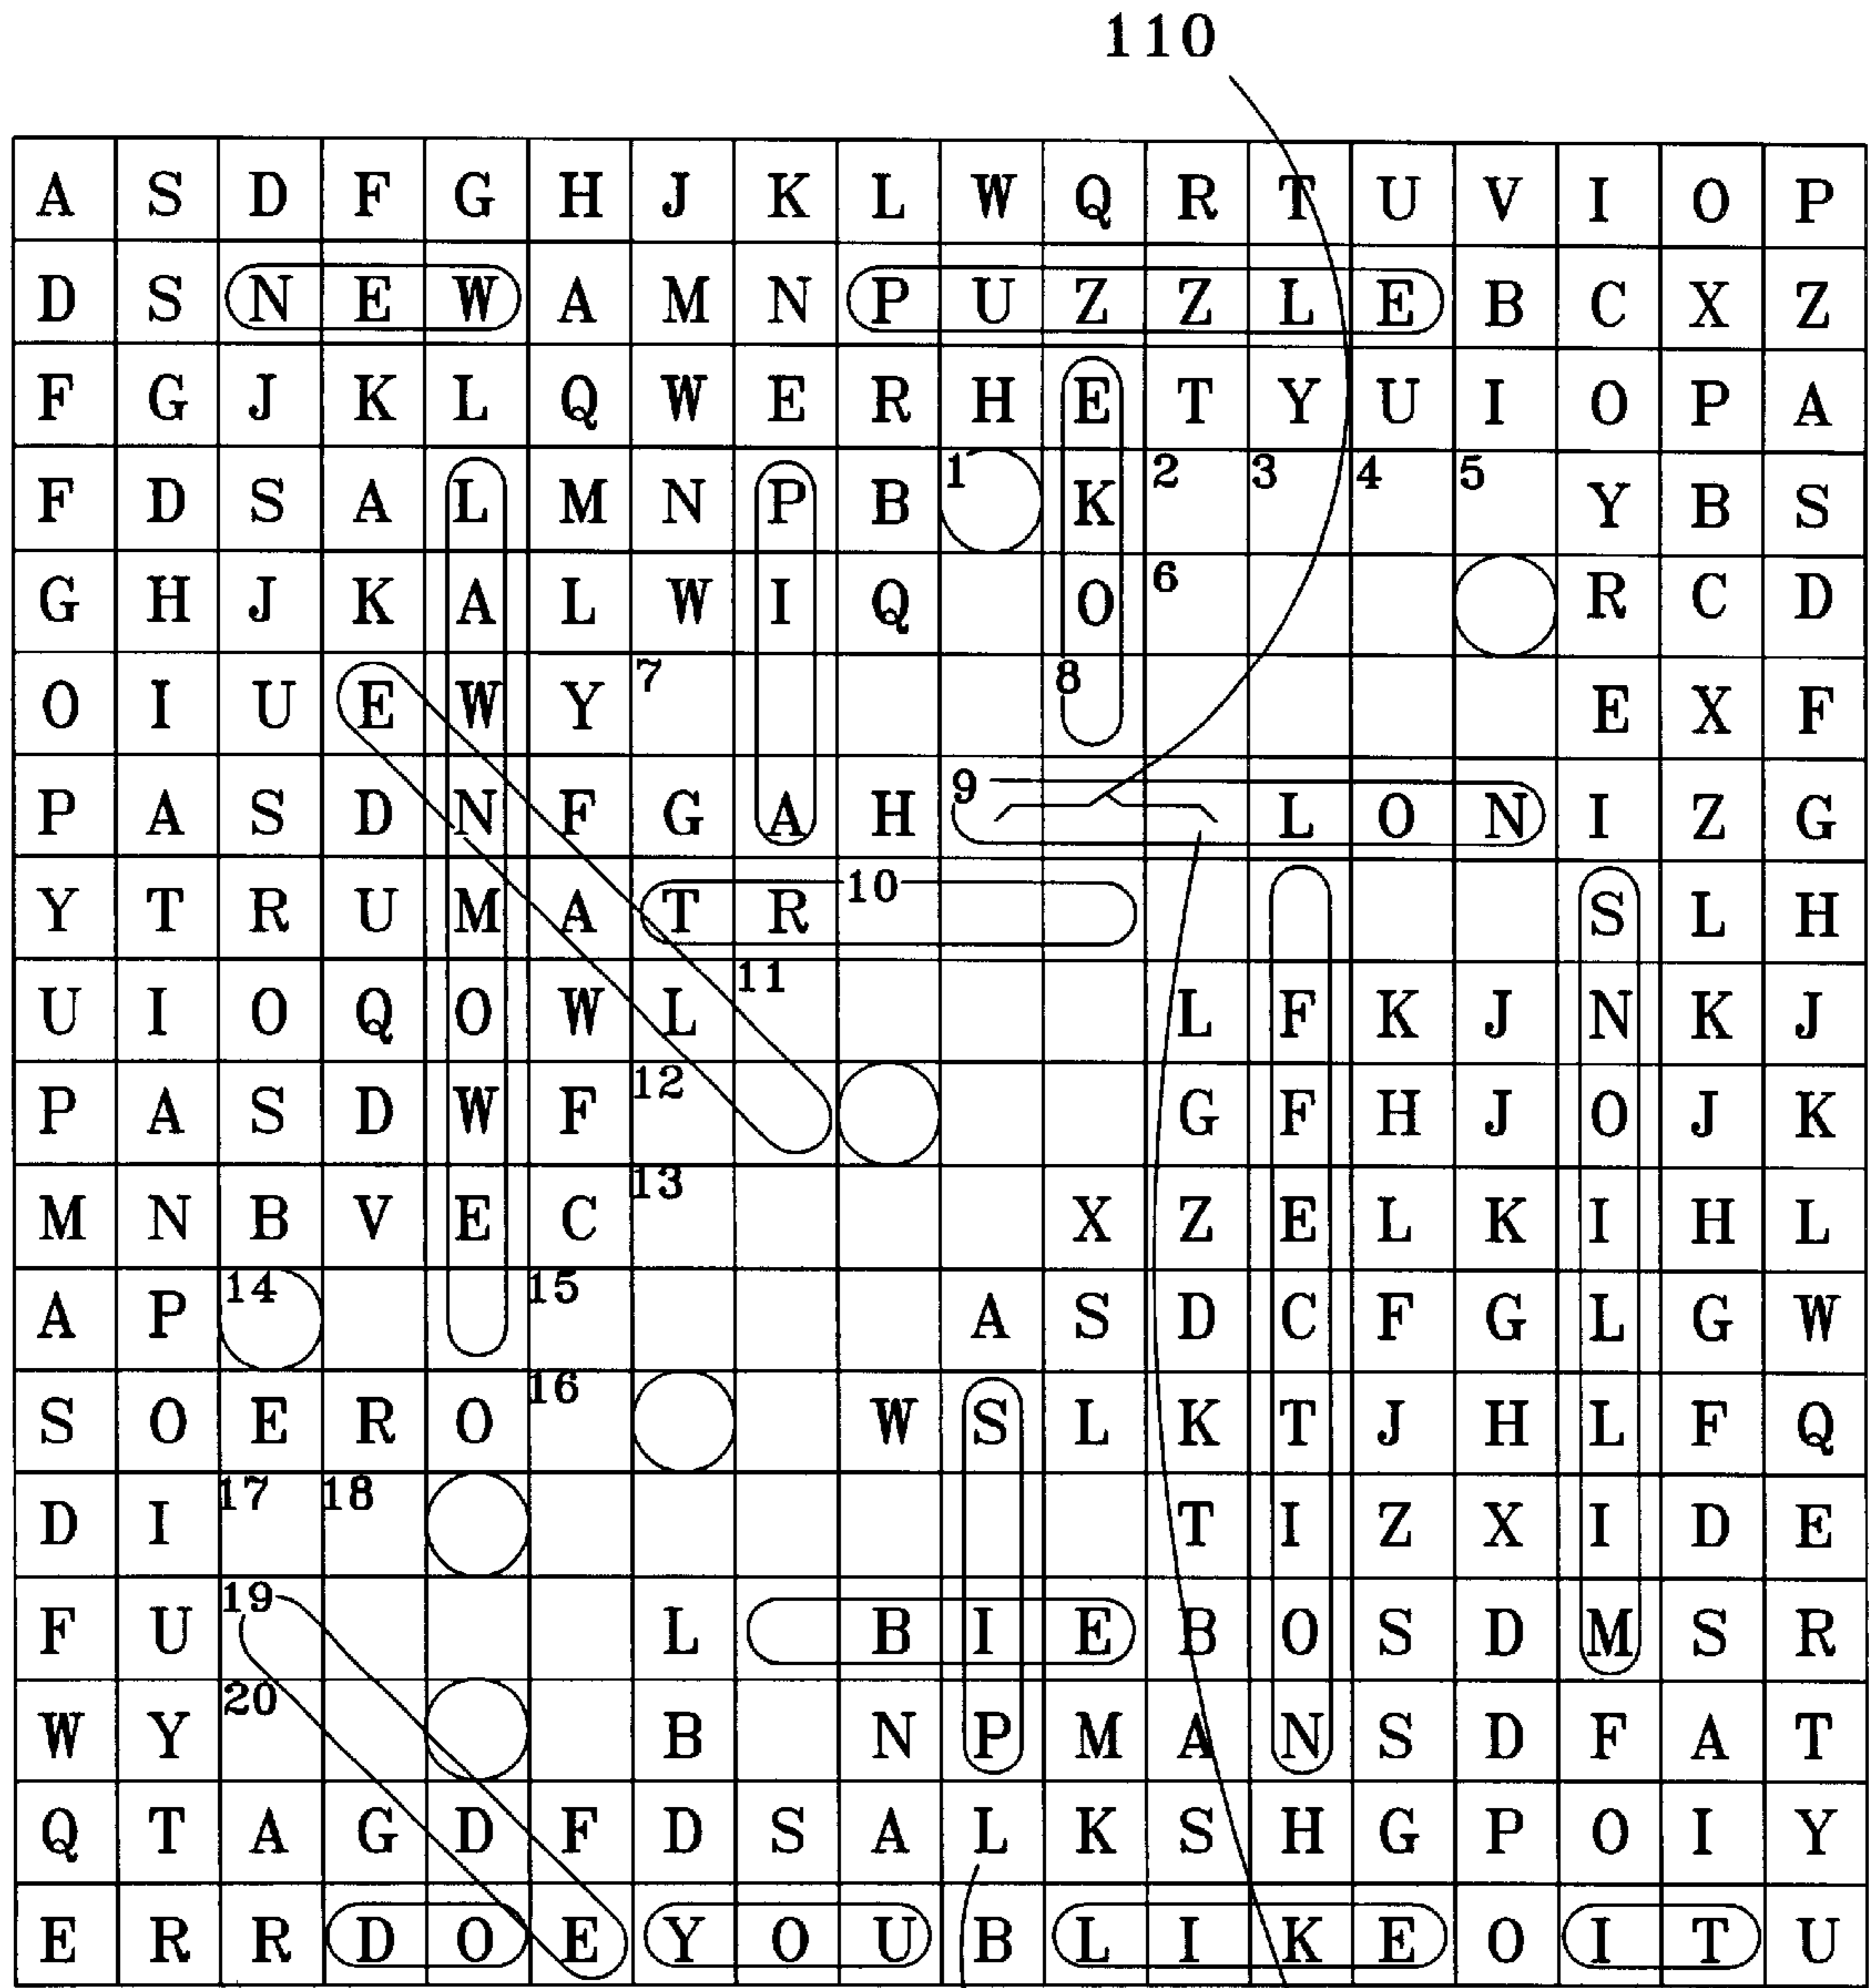 110
A S D F G H J K L W Q R T U V I O P
D S N E W A M N P U Z Z L E B C X Z
F G J K L Q W E R H E T Y U I O P A
F D S A L M N P B 1 K 2 3 4 5 Y B S
G H J K A L W I Q O 6 R C D
O I U E W Y 7 8 E X F
P A S D N F G A H 9 L O N I Z G
Y T R U M A T R 10 S L H
U I O Q O W L 11 L F K J N K J
P A S D W F 12 G F H J O J K
M N B V E C 13 X Z E L K I H L
A P 14 15 A S D C F G L G W
S O E R O 16 W S L K T J H L F Q
D I 17 18 T I Z X I D E
F U 19 L B I E B O S D M S R
W Y 20 B N P M A N S D F A T
Q T A G D F D S A L K S H G P O I Y
E R R D O E Y O U B L I K E O I T U